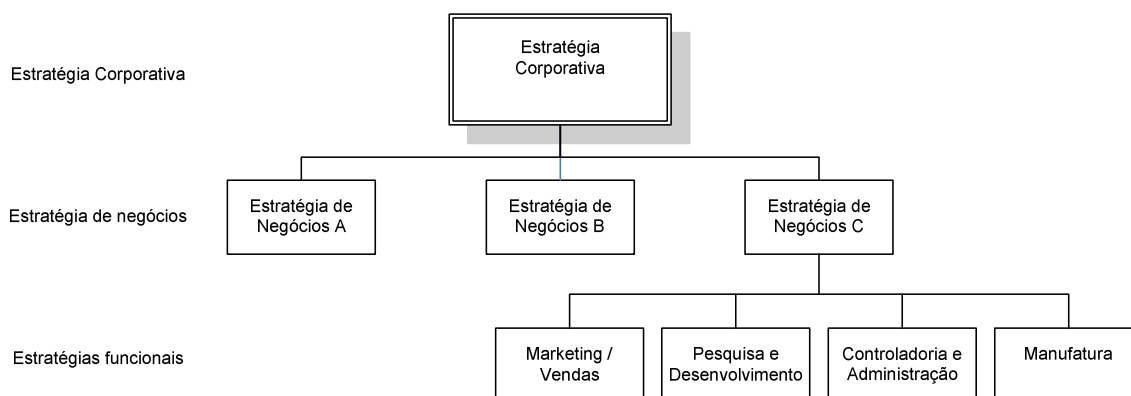 Estratégia
Corporativa
Estratégia Corporativa
Estratégia de negócios
Estratégia de
Negócios A
Estratégia de
Negócios B
Estratégia de
Negócios C
Estratégias funcionais
Marketing /
Vendas
Pesquisa e
Desenvolvimento
Controladoria e
Administração
Manufatura